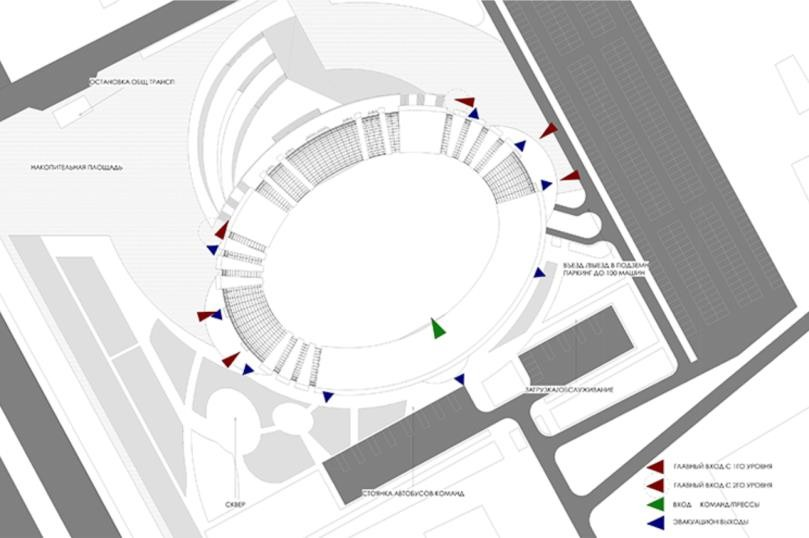 ОСТАНОВКА ОБЩ.ТРАНСП
НАКОПИТЕЛЬНАЯ ПЛОЩАДЬ
ВЪЕЗД /ВЫЕЗД В ПОДЗЕМН
ПАРКИНГ ДО 100 МАШИН
ЗАГРУЗКА/ОБСЛУЖИВАНИЕ
СТОЯНКА АВТОБУСОВ КОМАНД
СКВЕР
ГЛАВНЫЙ ВХОД С 1ГО УРОВНЯ
ГЛАВНЫЙ ВХОД С 2ГО УРОВНЯ
ВХОД КОМАНД/ПРЕССЫ
ЭВАКУАЦИОН ВЫХОДЫ